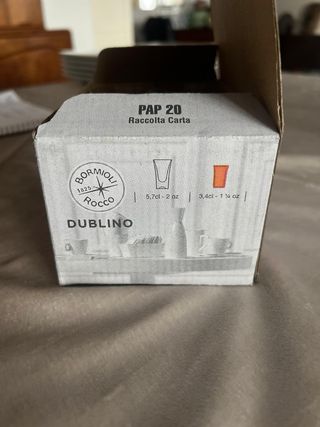 PAP 20
Raccolta Carta
BORMIOLI
1825
ROCCO
DUBLINO
5,7cl - 2 oz
3,4cl - 1 ¼ oz